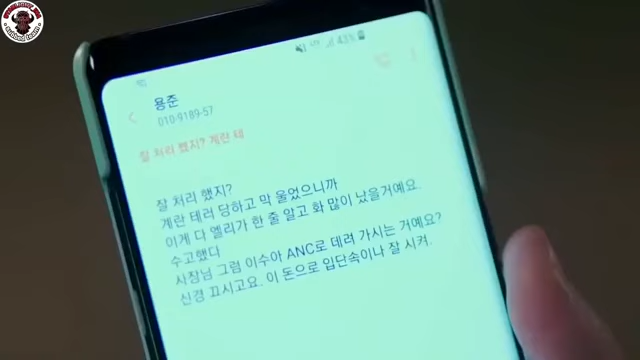 43%
용준
010-9189-57
잘 처리 했지? 계란 테
잘 처리 했지?
계란 테러 당하고 막 울었으니까
이게 다 엘리가 한 줄 알고 화 많이 났을거예요.
수고했다
사장님 그럼 이수아 ANC로 데려 가시는 거예요?
신경 끄시고요. 이 돈으로 입단속이나 잘 시켜.